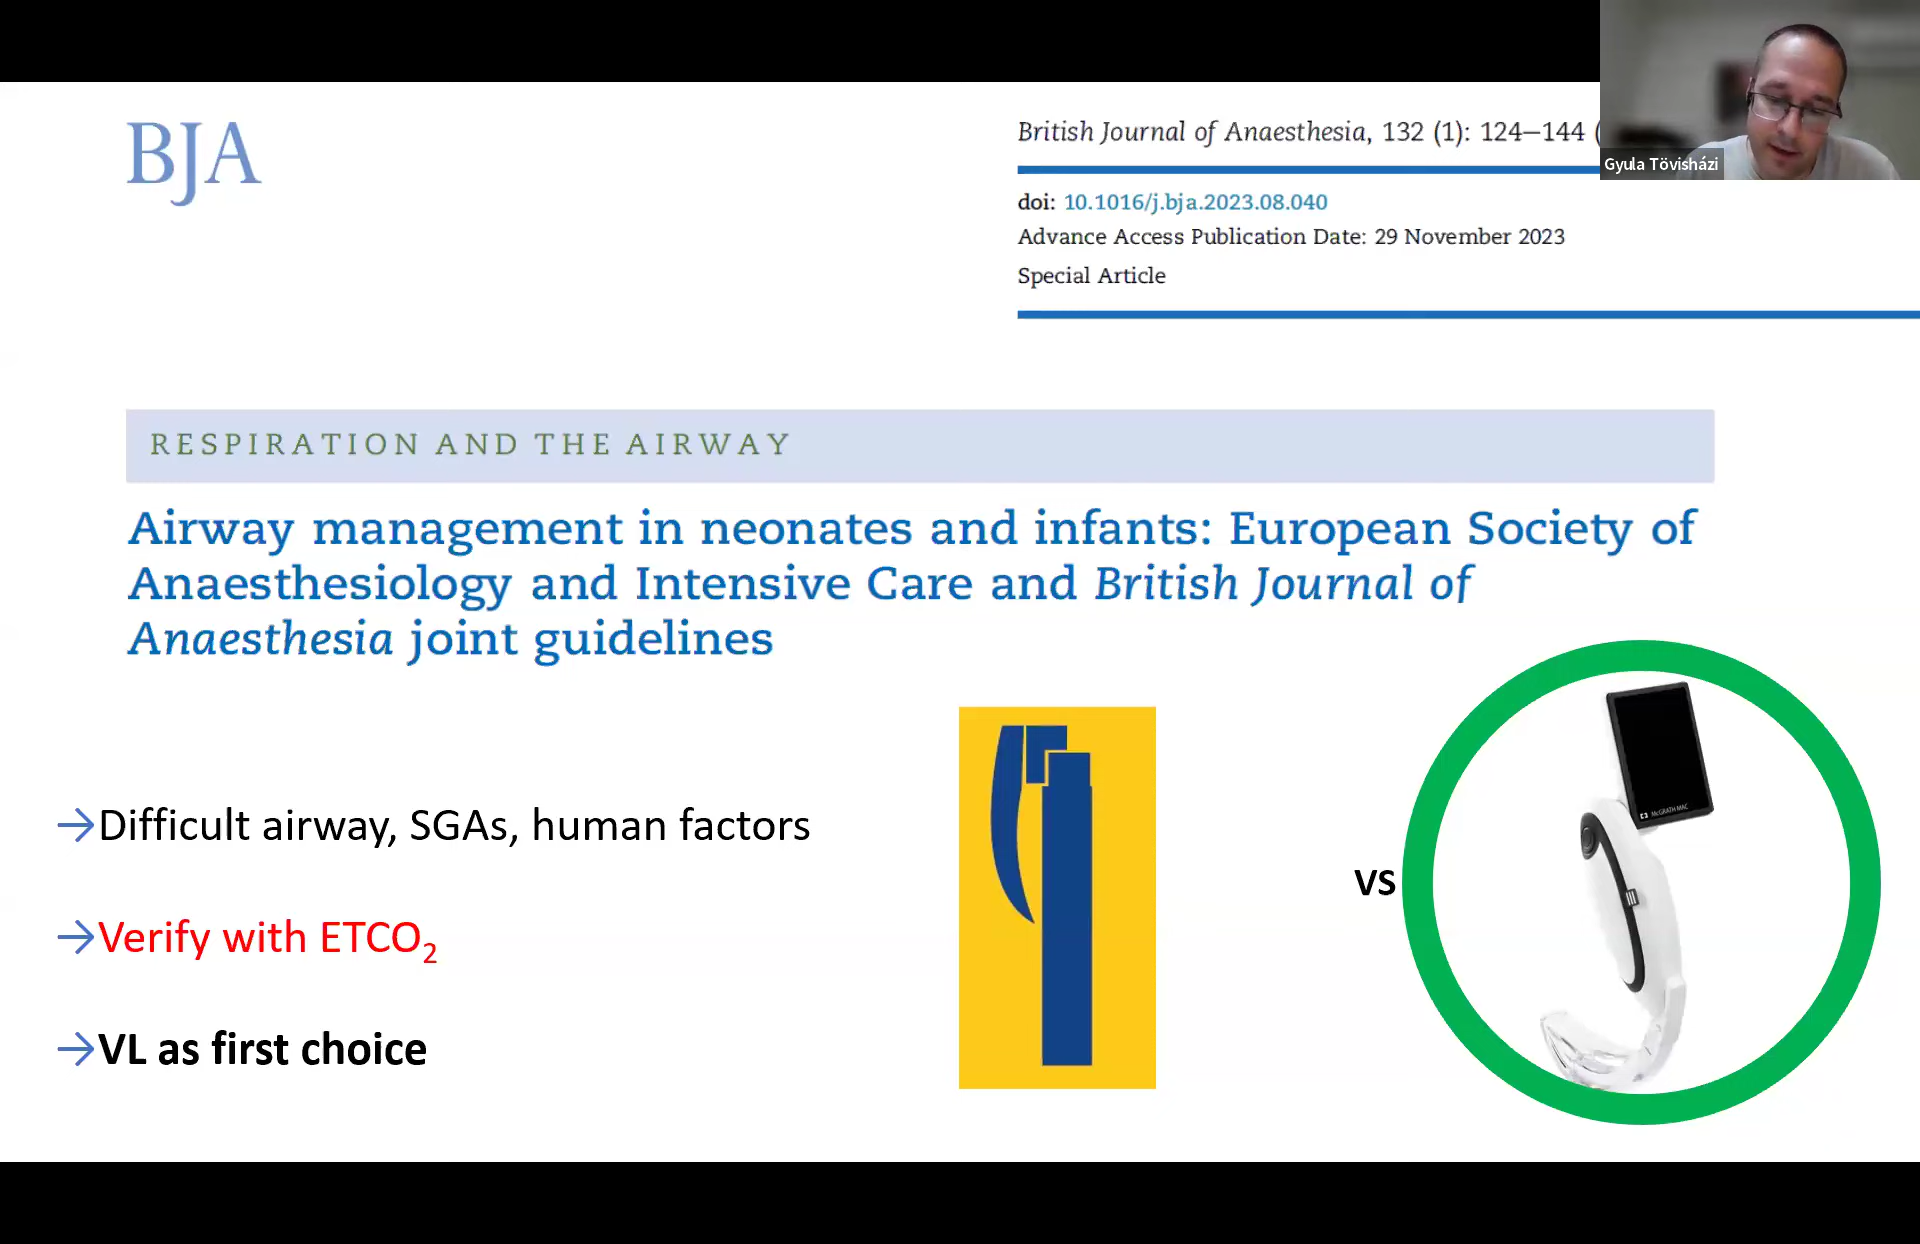 BJA
British Journal of Anaesthesia, 132 (1): 124–144 (
doi: 10.1016/j.bja.2023.08.040
Advance Access Publication Date: 29 November 2023
Special Article
Gyula Tövisházi
RESPIRATION AND THE AIRWAY
Airway management in neonates and infants: European Society of
Anaesthesiology and Intensive Care and British Journal of
Anaesthesia joint guidelines
→Difficult airway, SGAs, human factors
→Verify with ETCO₂
→VL as first choice
vs
McGRATH MAC